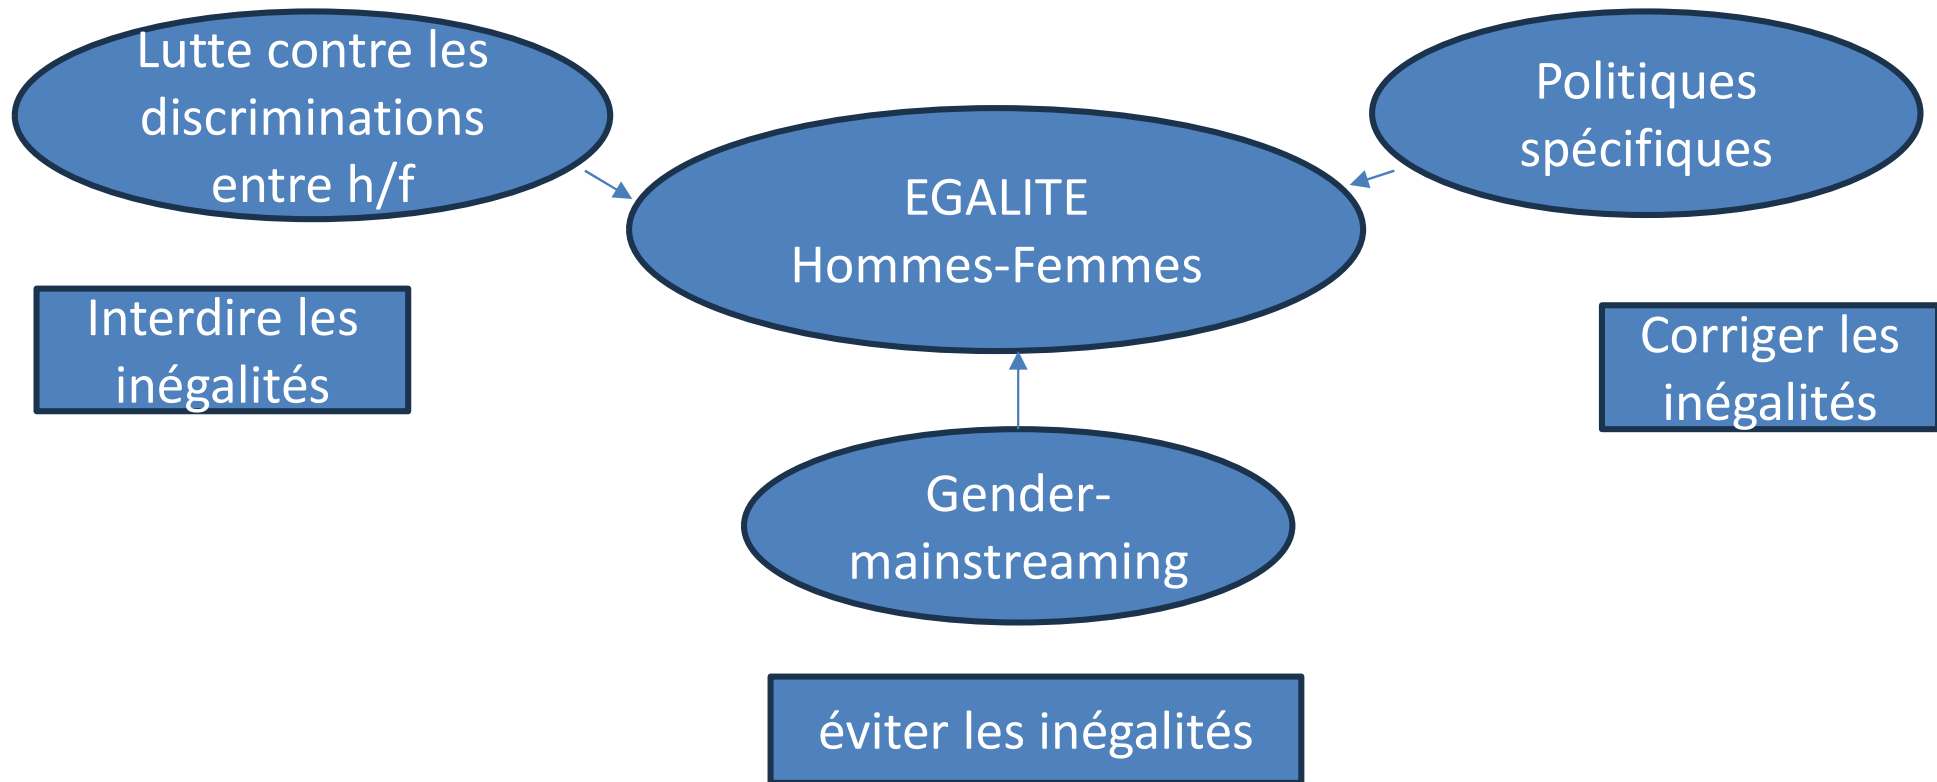 Lutte contre les
discriminations
entre h/f
Politiques
spécifiques
EGALITE
Hommes-Femmes
Interdire les
inégalités
Corriger les
inégalités
Gender-
mainstreaming
éviter les inégalités